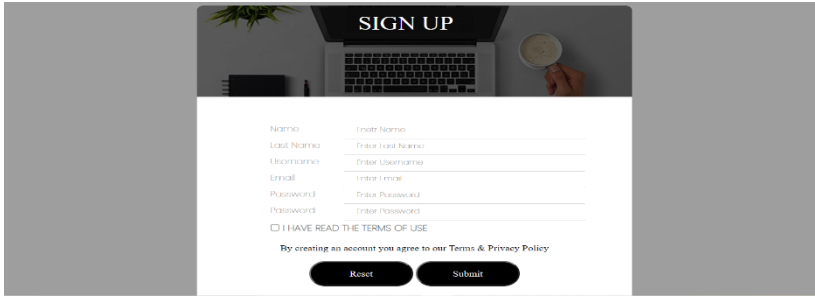 SIGN UP
Name Enetr Name
Last Name Enter Last Name
Username Enter Username
Email Enter Email
Password Enter Password
Password Enter Password
I HAVE READ THE TERMS OF USE
By creating an account you agree to our Terms & Privacy Policy
Reset Submit